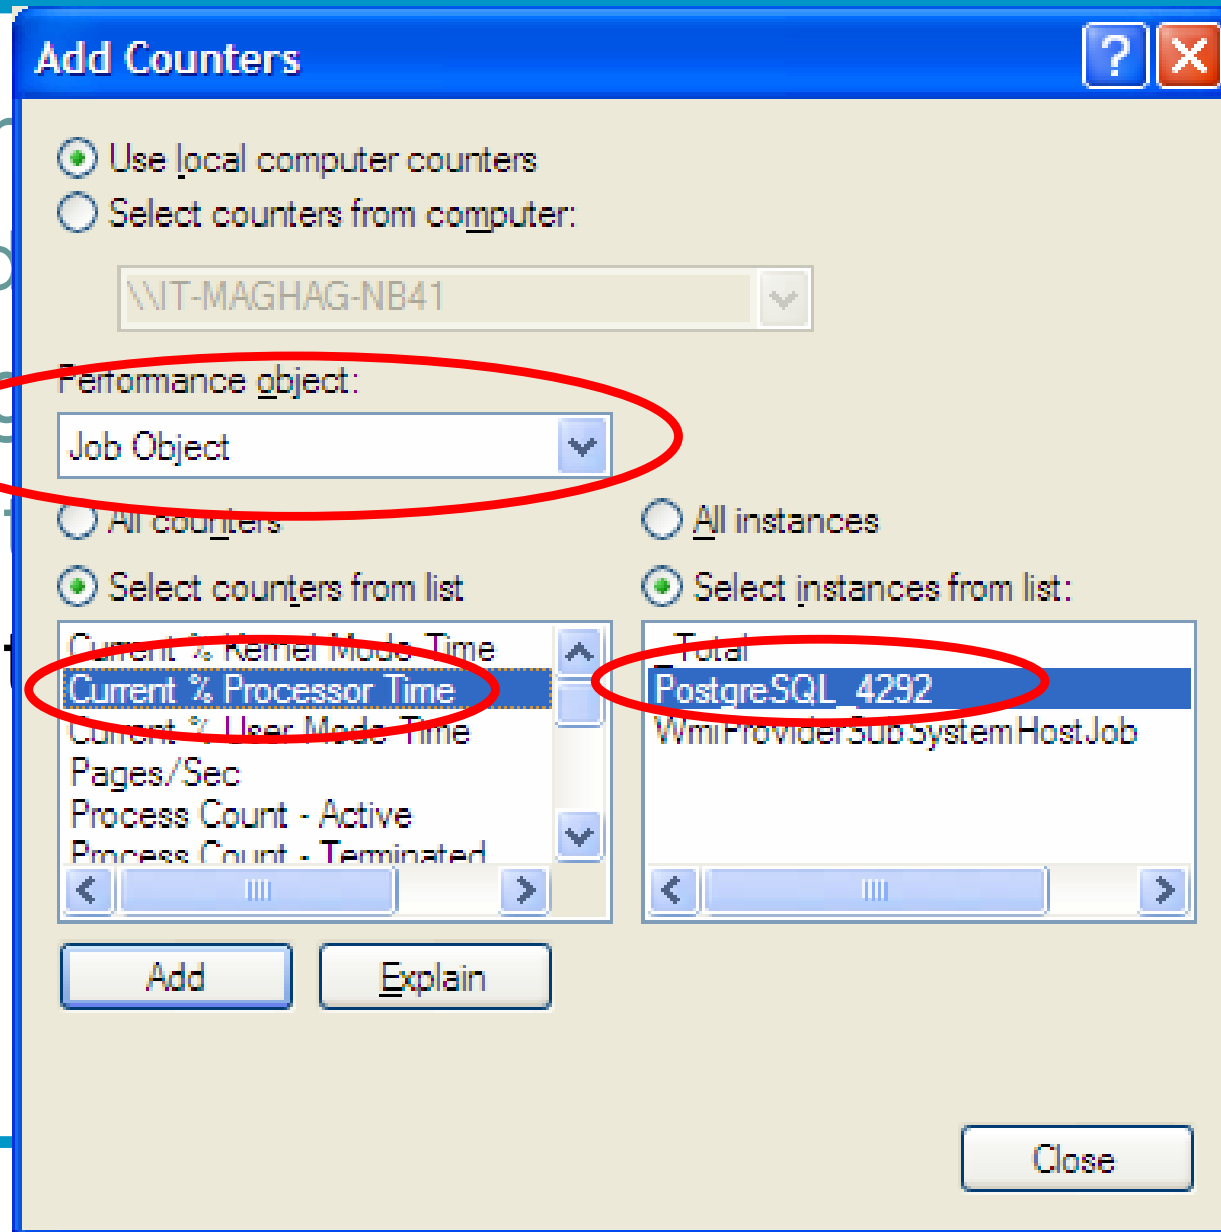 Add Counters
Use local computer counters
Select counters from computer:
\\IT-MAGHAG-NB41
Performance object:
Job Object
All counters
All instances
Select counters from list
Select instances from list:
Current % Kernel Mode Time
Current % Processor Time
Current % User Mode Time
Pages/Sec
Process Count - Active
Process Count - Terminated
_Total
PostgreSQL_4292
WmiProviderSubSystemHostJob
Add
Explain
Close